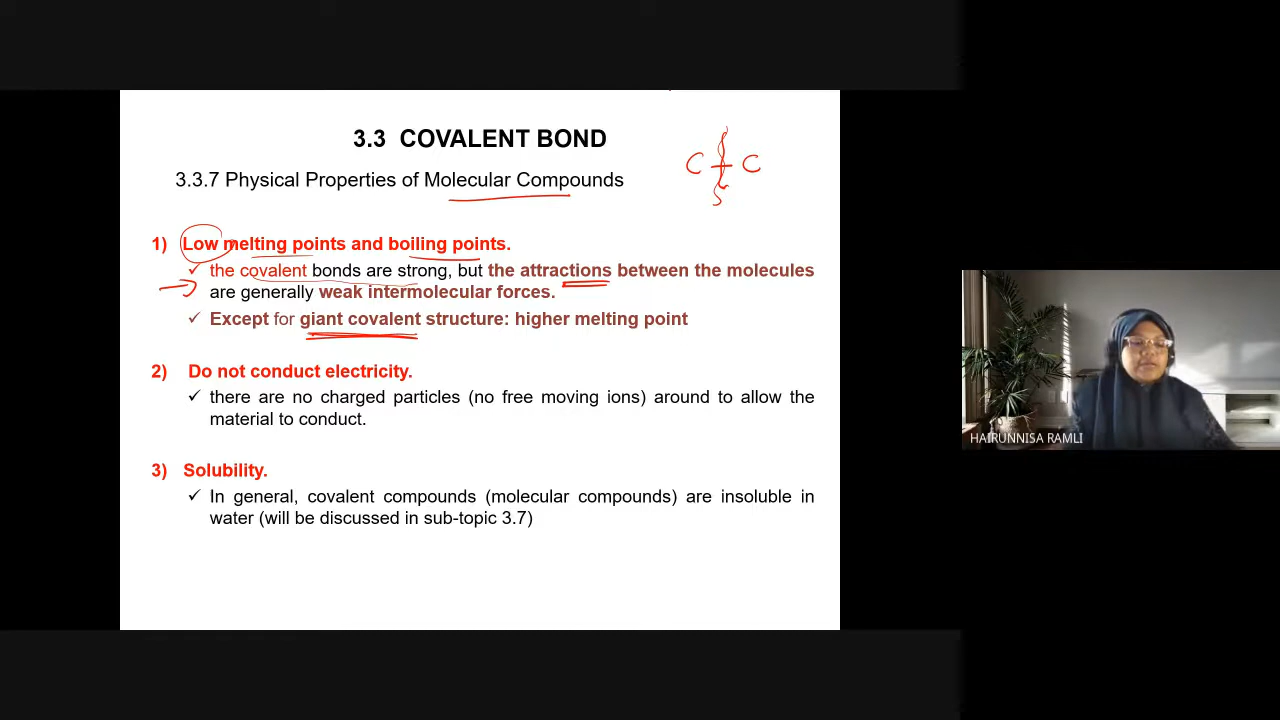 3.3 COVALENT BOND
C C
3.3.7 Physical Properties of Molecular Compounds
1) Low melting points and boiling points.
✓ the covalent bonds are strong, but the attractions between the molecules
are generally weak intermolecular forces.
✓ Except for giant covalent structure: higher melting point
2) Do not conduct electricity.
✓ there are no charged particles (no free moving ions) around to allow the
material to conduct.
3) Solubility.
✓ In general, covalent compounds (molecular compounds) are insoluble in
water (will be discussed in sub-topic 3.7)
HAIRUNNISA RAMLI